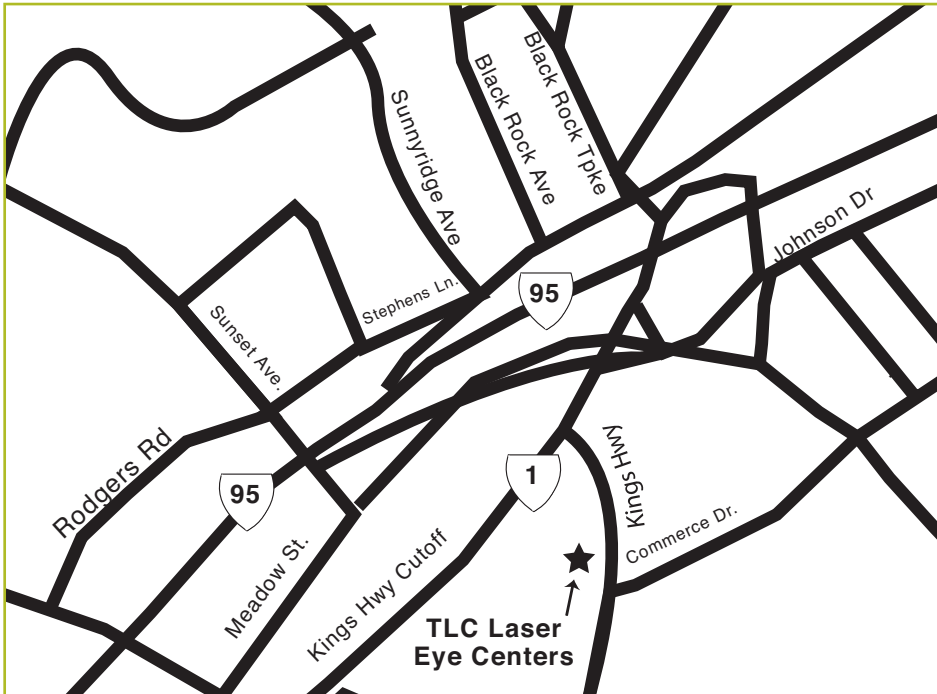 Black Rock Tpke
Black Rock Ave
Sunnyridge Ave
Johnson Dr
Stephens Ln.
95
Sunset Ave.
Rodgers Rd
95
1
Kings Hwy
Commerce Dr.
Meadow St.
Kings Hwy Cutoff
TLC Laser
Eye Centers